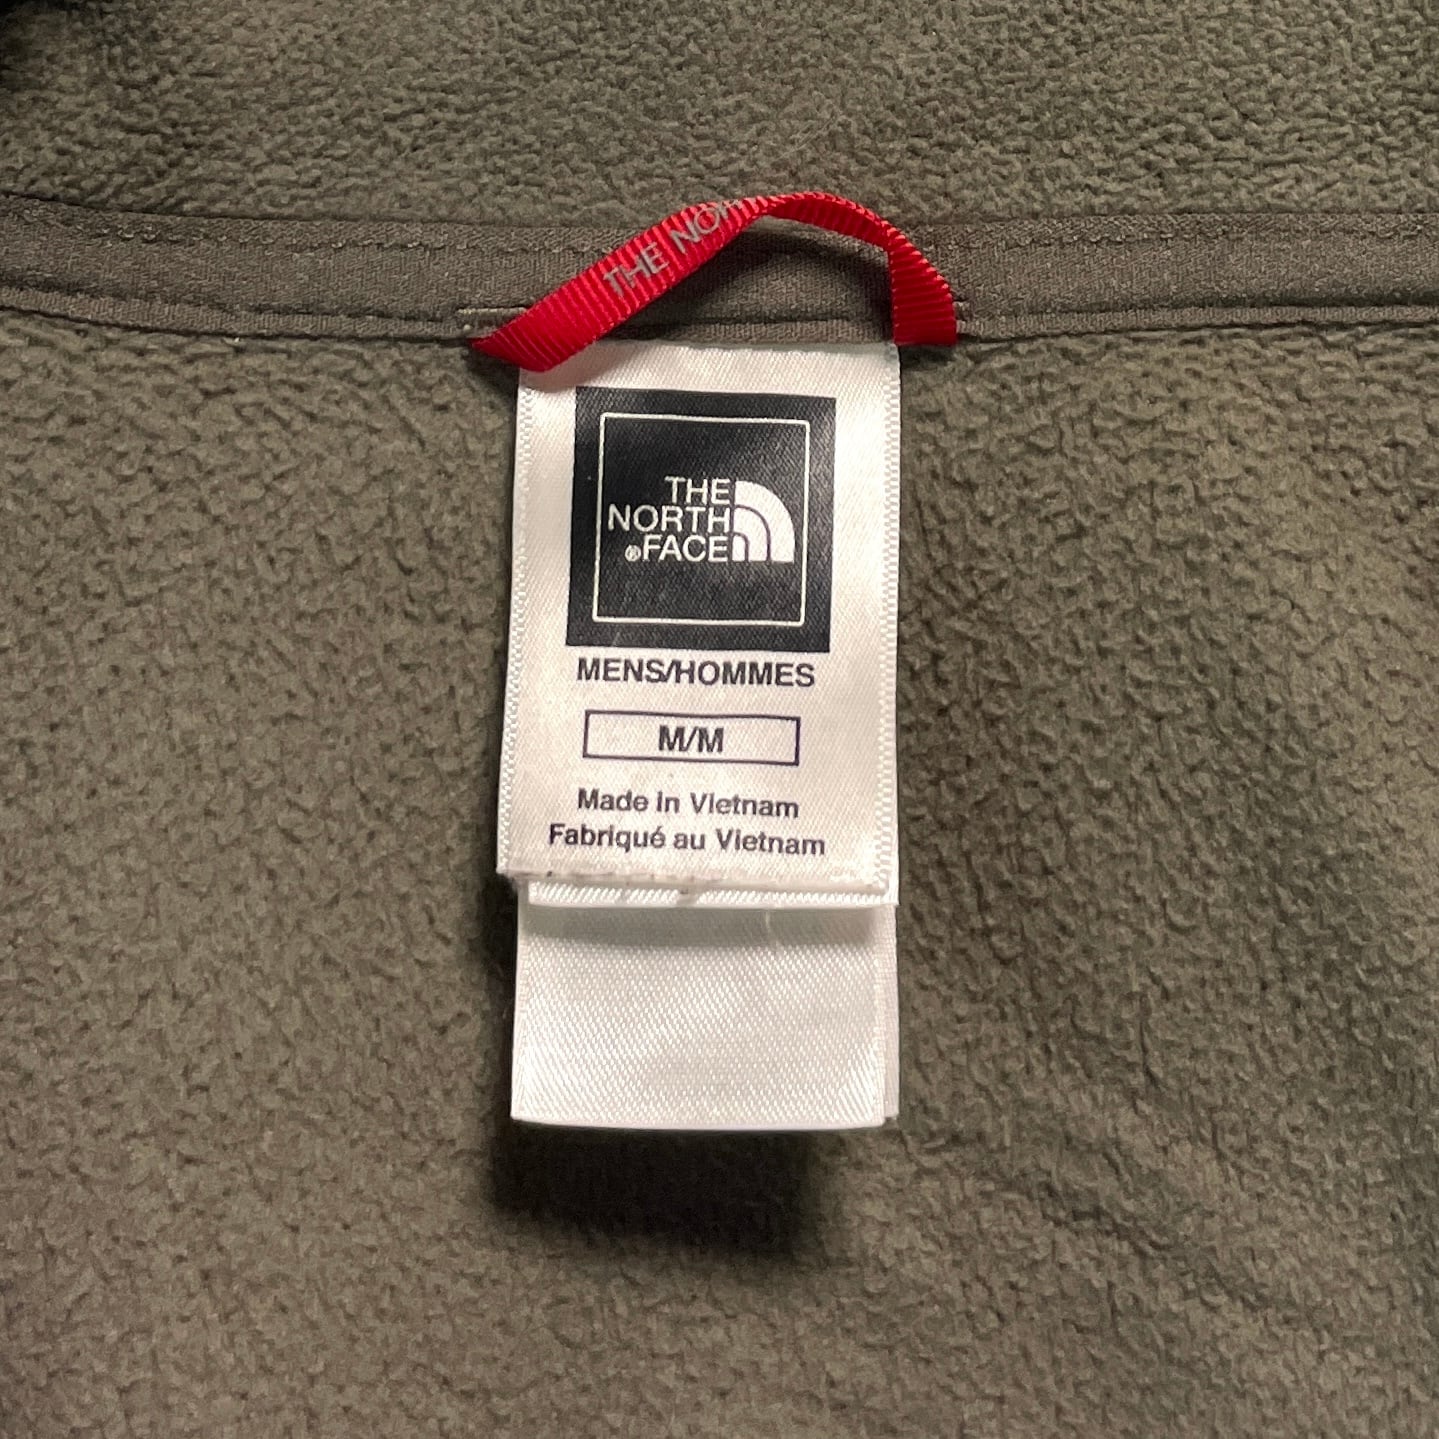 THE NOR
THE
NORTH
®FACE
MENS/HOMMES
M/M
Made in Vietnam
Fabriqué au Vietnam